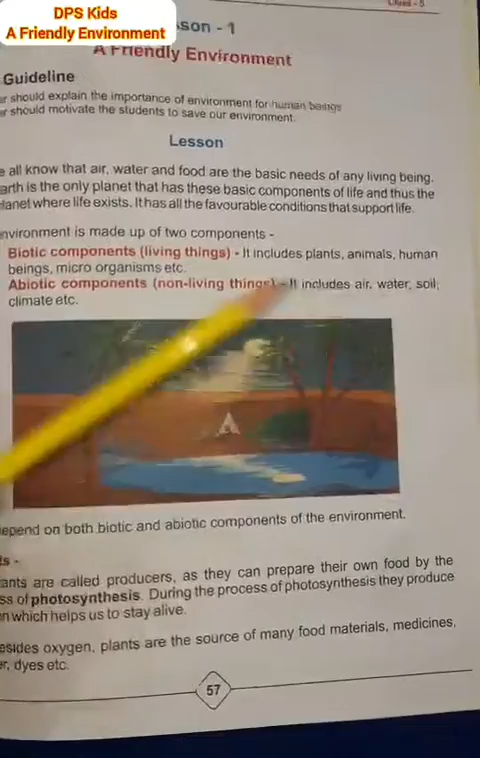 DPS Kids
A Friendly Environment
Class - 5
sson - 1
A Friendly Environment
Guideline
er should explain the importance of environment for human beings
er should motivate the students to save our environment.
Lesson
e all know that air, water and food are the basic needs of any living being.
arth is the only planet that has these basic components of life and thus the
lanet where life exists. It has all the favourable conditions that support life.
nvironment is made up of two components -
Biotic components (living things) - It includes plants, animals, human
beings, micro organisms etc.
Abiotic components (non-living things) - It includes air, water, soil,
climate etc.
epend on both biotic and abiotic components of the environment.
ts -
ants are called producers, as they can prepare their own food by the
ss of photosynthesis. During the process of photosynthesis they produce
en which helps us to stay alive.
esides oxygen, plants are the source of many food materials, medicines,
er, dyes etc.
57